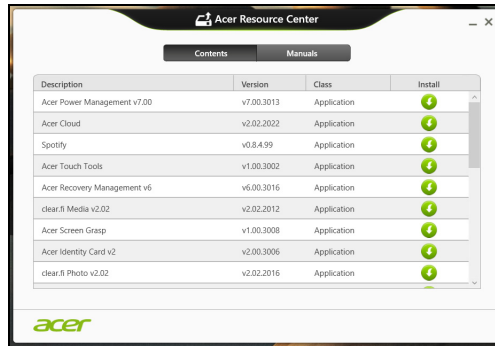 Acer Resource Center
Contents Manuals
Description Version Class Install
Acer Power Management v7.00 v7.00.3013 Application
Acer Cloud v2.02.2022 Application
Spotify v0.8.4.99 Application
Acer Touch Tools v1.00.3002 Application
Acer Recovery Management v6 v6.00.3016 Application
clear.fi Media v2.02 v2.02.2012 Application
Acer Screen Grasp v1.00.3008 Application
Acer Identity Card v2 v2.00.3006 Application
clear.fi Photo v2.02 v2.02.2016 Application
acer